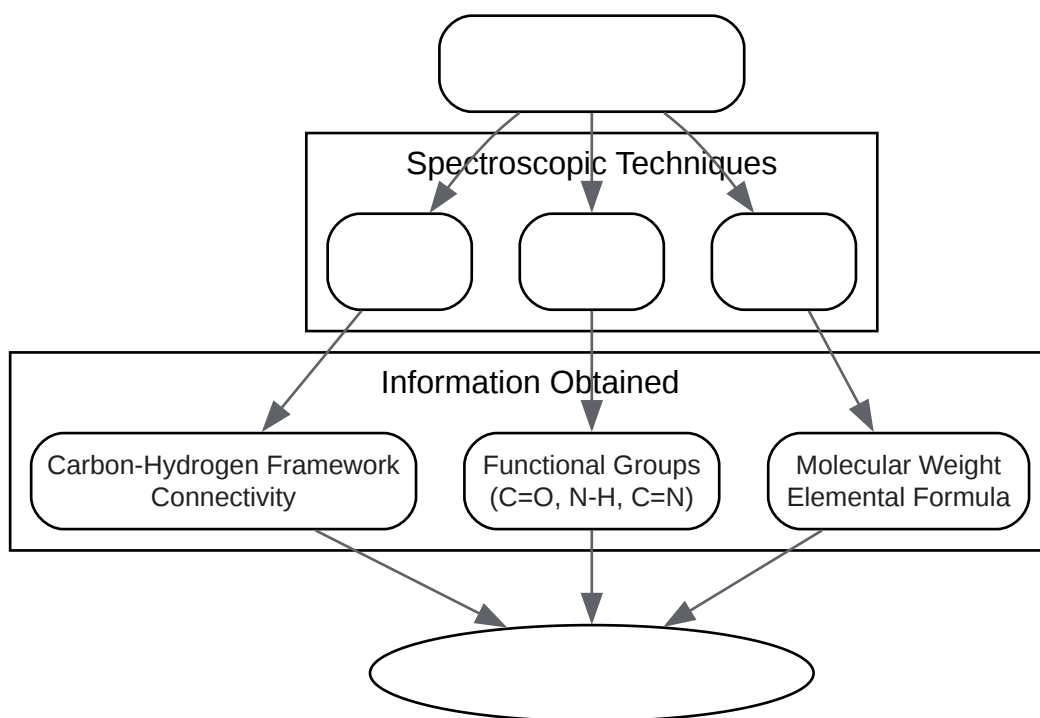 Spectroscopic Techniques
Information Obtained
Carbon-Hydrogen Framework
Connectivity
Functional Groups
(C=O, N-H, C=N)
Molecular Weight
Elemental Formula